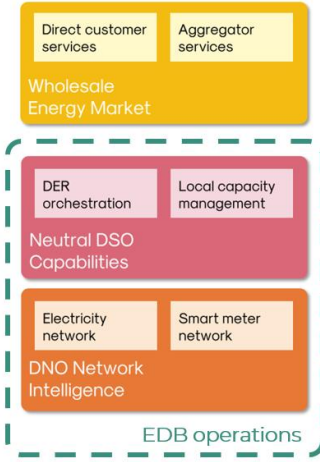 Direct customer
services
Aggregator
services
Wholesale
Energy Market
DER
orchestration
Local capacity
management
Neutral DSO
Capabilities
Electricity
network
Smart meter
network
DNO Network
Intelligence
EDB operations